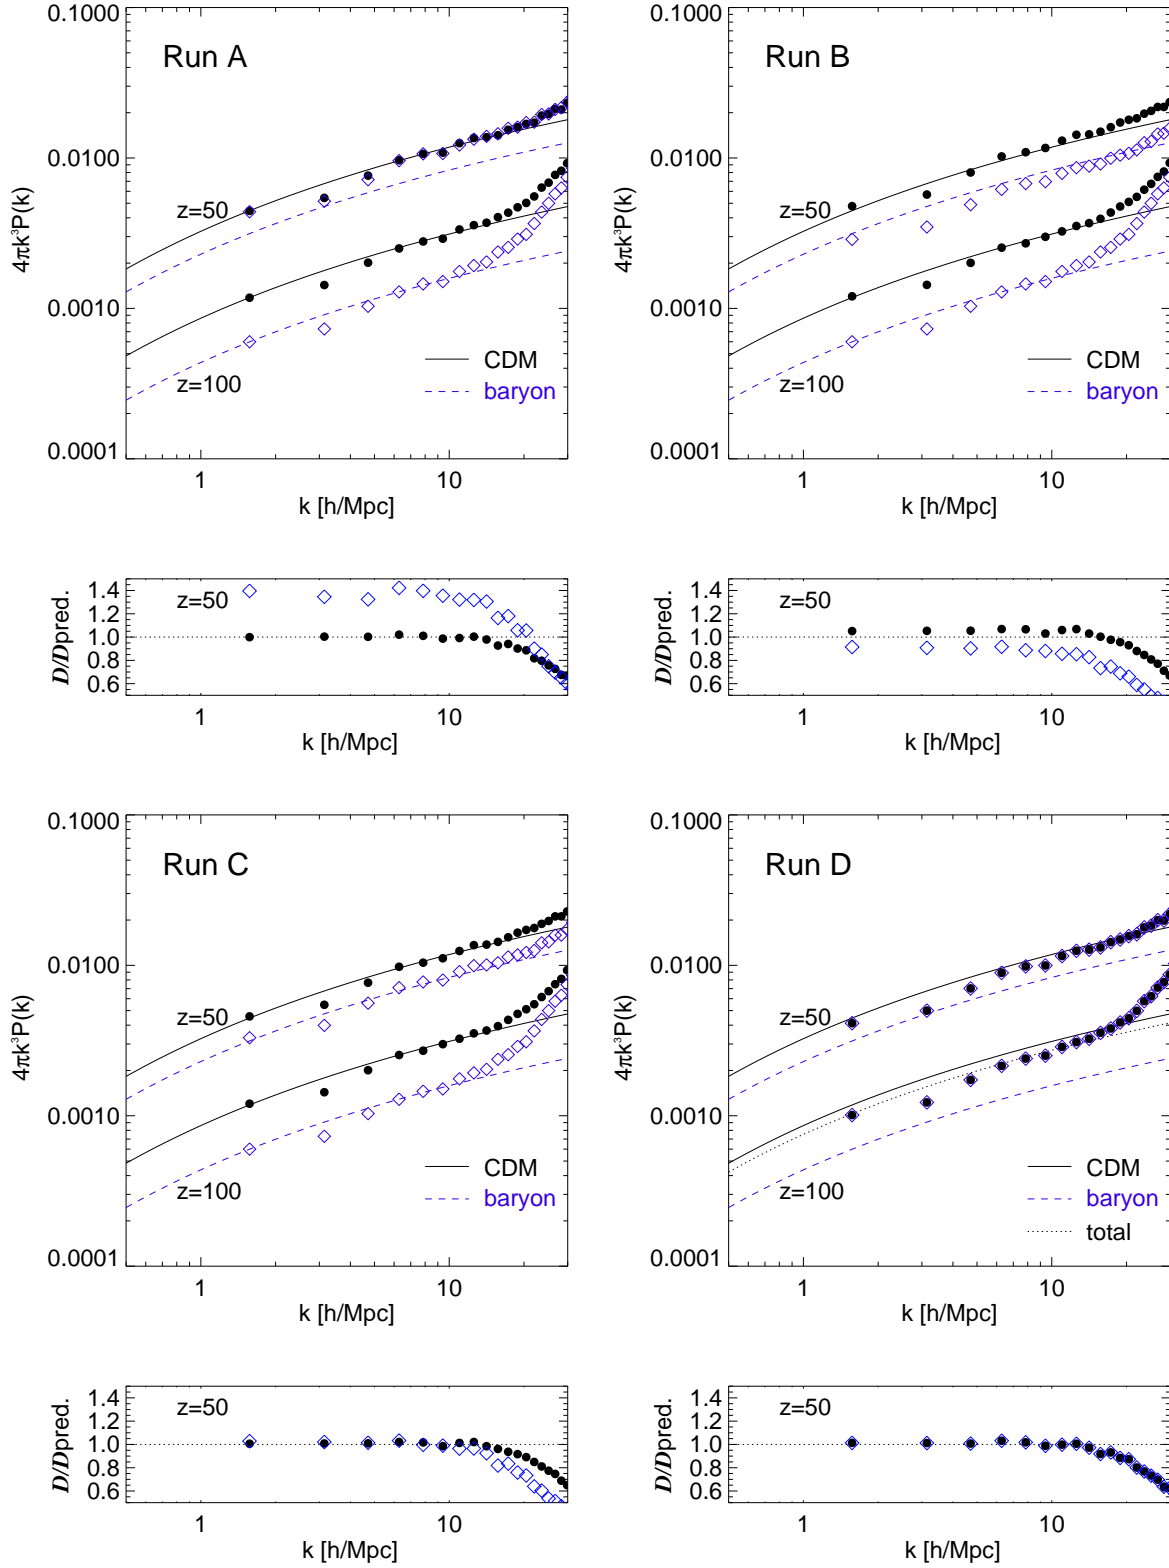 Run A
0.1000
0.0100
0.0010
0.0001
4πk³P(k)
z=50
z=100
CDM
baryon
1
10
k [h/Mpc]
Run B
0.1000
0.0100
0.0010
0.0001
4πk³P(k)
z=50
z=100
CDM
baryon
1
10
k [h/Mpc]
1.4
1.2
1.0
0.8
0.6
D/Dpred.
z=50
1
10
k [h/Mpc]
1.4
1.2
1.0
0.8
0.6
D/Dpred.
z=50
1
10
k [h/Mpc]
Run C
0.1000
0.0100
0.0010
0.0001
4πk³P(k)
z=50
z=100
CDM
baryon
1
10
k [h/Mpc]
Run D
0.1000
0.0100
0.0010
0.0001
4πk³P(k)
z=50
z=100
CDM
baryon
total
1
10
k [h/Mpc]
1.4
1.2
1.0
0.8
0.6
D/Dpred.
z=50
1
10
k [h/Mpc]
1.4
1.2
1.0
0.8
0.6
D/Dpred.
z=50
1
10
k [h/Mpc]